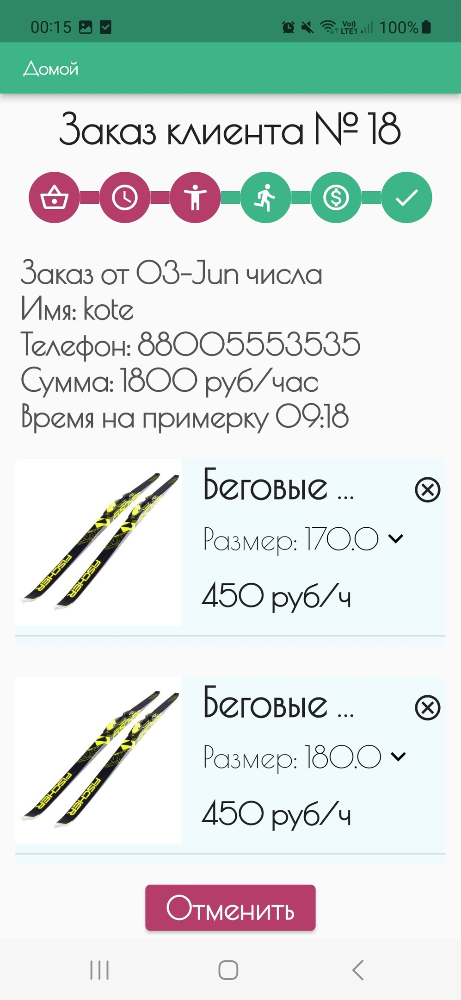 00:15 Vo)) LTE1 100%
Домой
Заказ клиента № 18
Заказ от 03-Jun числа
Имя: kote
Телефон: 88005553535
Сумма: 1800 руб/час
Время на примерку 09:18
Беговые ...
Размер: 170.0
450 руб/ч
FISCHER FISCHER
Беговые ...
Размер: 180.0
450 руб/ч
FISCHER FISCHER
Отменить